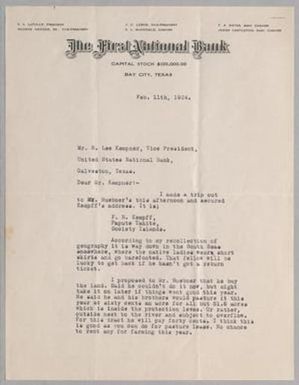 The First National Bank
CAPITAL STOCK $100,000.00
BAY CITY, TEXAS
Feb. 11th, 1924.
Mr. R. Lee Kempner, Vice President,
United States National Bank,
Galveston, Texas.
Dear Mr. Kempner:-
I made a trip out
to Mr. Huebner's this afternoon and secured
Kempff's address. It is;
F. R. Kempff,
Papute Tahite,
Society Islands.
According to my recollection of
geography it is way down in the South Seas
somewhere, where the native ladies wears short
skirts and go barefooted. That fellow will be
lucky to get back if he hasn't got a return
ticket.
I proposed to Mr. Huebner that he buy
the land. Said he couldn't do it now, but might
take it on later if things went good this year.
He said he and his brothers would pasture it this
year at sixty cents an acre for all but
which is inside the protection levee. Or rather,
outside next to the river and subject to overflow.
For this exact he will pay forty cents. I think this
is good as you can do for pasture lease. No chance
to rent any for farming this year.